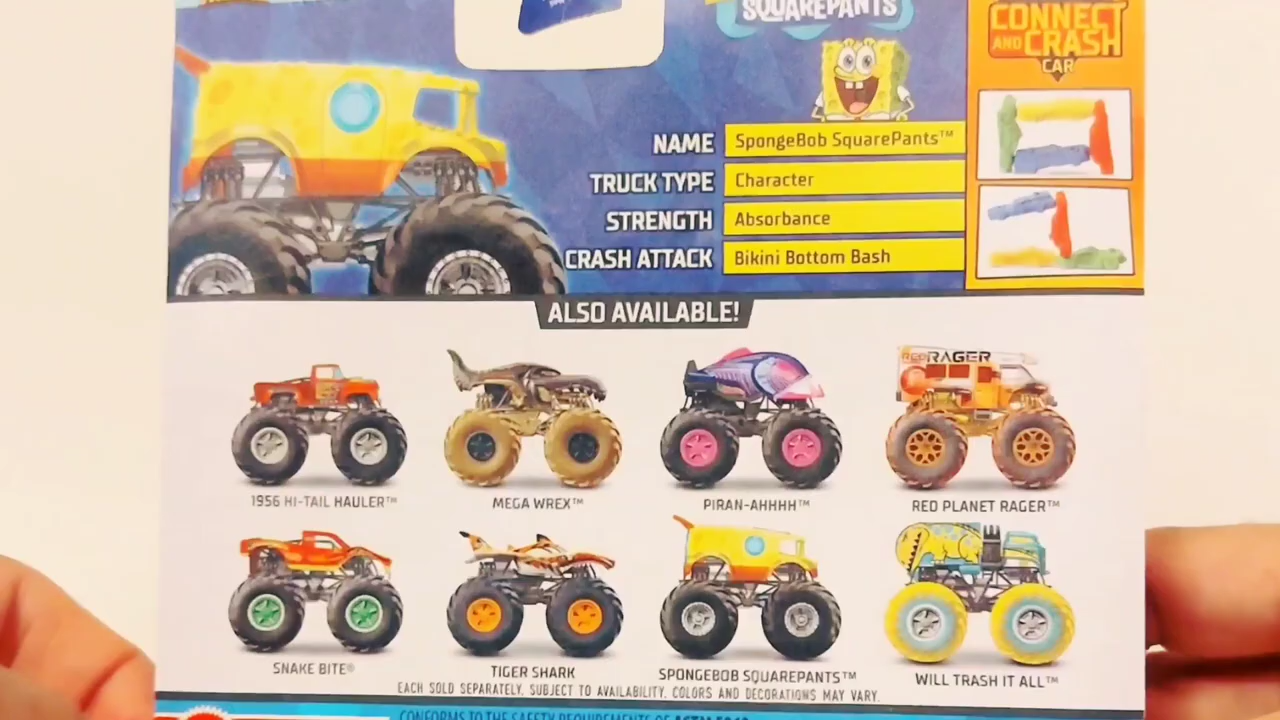 SQUAREPANTS
CONNECT
AND CRASH
CAR
NAME SpongeBob SquarePants™
TRUCK TYPE Character
STRENGTH Absorbance
CRASH ATTACK Bikini Bottom Bash
ALSO AVAILABLE!
RED RAGER
1956 HI-TAIL HAULER™
MEGA WREX™
PIRAN-AHHHH™
RED PLANET RAGER™
SNAKE BITE®
TIGER SHARK
SPONGEBOB SQUAREPANTS™
WILL TRASH IT ALL™
EACH SOLD SEPARATELY, SUBJECT TO AVAILABILITY. COLORS AND DECORATIONS MAY VARY.
CONFORMS TO THE SAFETY REQUIREMENTS OF ASTM